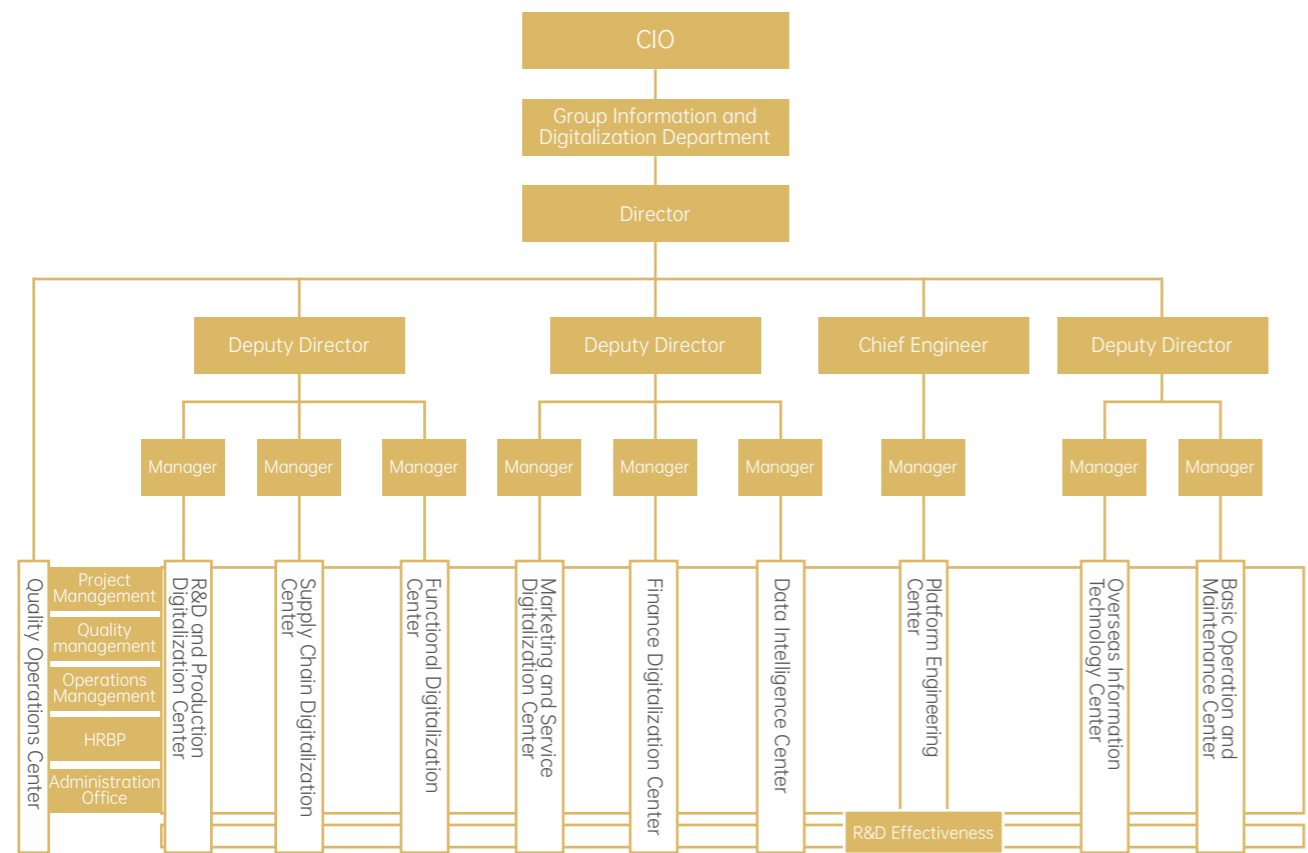 CIO
Group Information and
Digitalization Department
Director
Deputy Director
Deputy Director
Chief Engineer
Deputy Director
Manager
Manager
Manager
Manager
Manager
Manager
Manager
Manager
Manager
Quality Operations Center
Project
Management
Quality
management
Operations
Management
HRBP
Administration
Office
R&D and Production
Digitalization Center
Supply Chain Digitalization
Center
Functional Digitalization
Center
Marketing and Service
Digitalization Center
Finance Digitalization Center
Data Intelligence Center
Platform Engineering
Center
Overseas Information
Technology Center
Basic Operation and
Maintenance Center
R&D Effectiveness